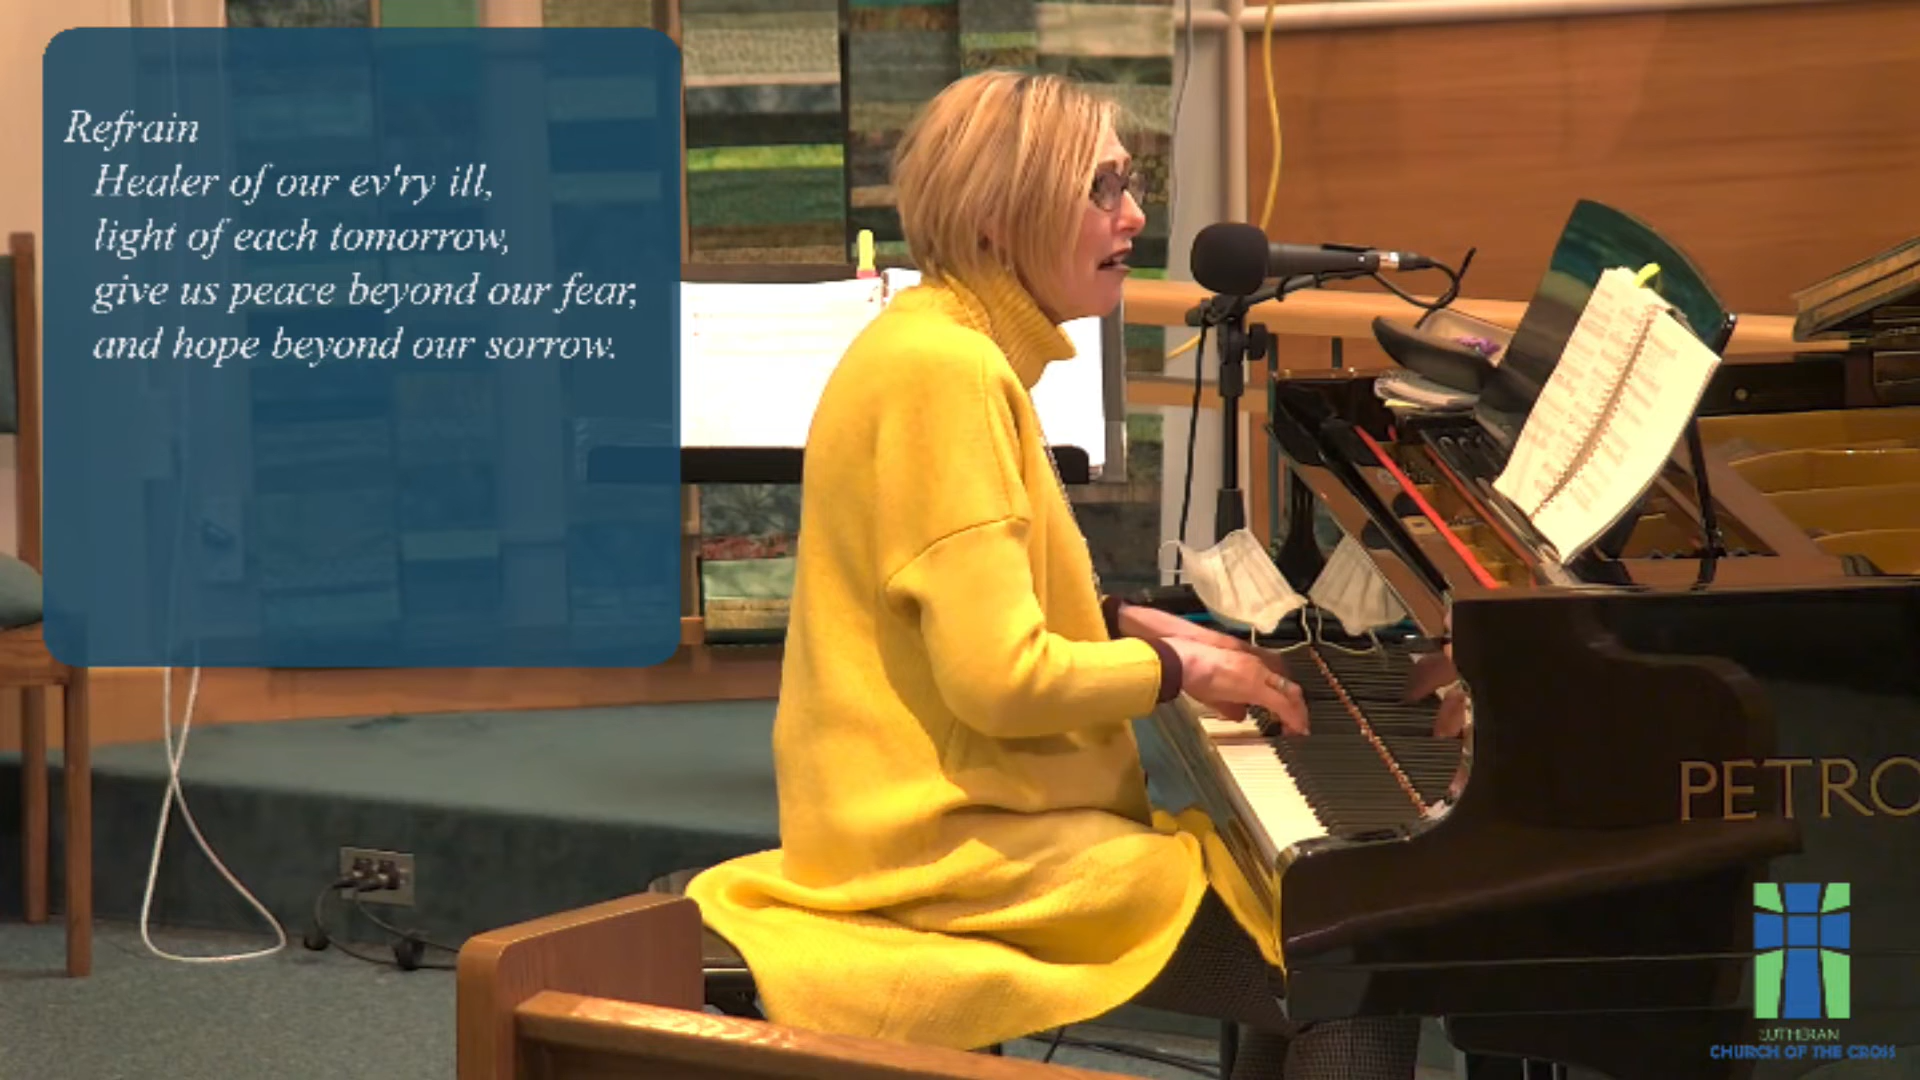 Refrain
Healer of our ev'ry ill,
light of each tomorrow,
give us peace beyond our fear,
and hope beyond our sorrow.
PETRO
LUTHERAN
CHURCH OF THE CROSS